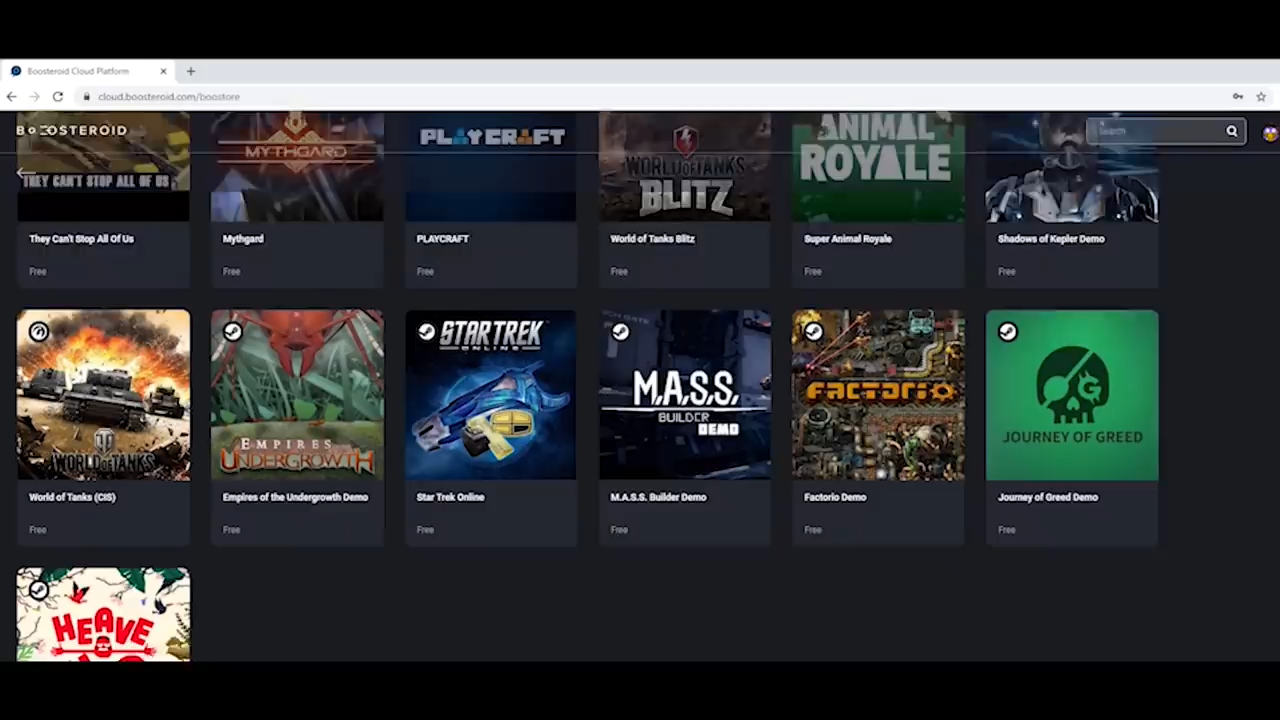 Boosteroid Cloud Platform
cloud.boosteroid.com/boostore
BOOSTEROID
Search
THEY CAN'T STOP ALL OF US
MYTHGARD
PLAYCRAFT
WORLD OF TANKS
BLITZ
ANIMAL
ROYALE
They Can't Stop All Of Us
Mythgard
PLAYCRAFT
World of Tanks Blitz
Super Animal Royale
Shadows of Kepler Demo
Free
Free
Free
Free
Free
Free
WORLD OF TANKS
EMPIRES
OF THE
UNDERGROWTH
STAR TREK
ONLINE
M.A.S.S.
BUILDER
DEMO
FACTORIO
G
JOURNEY OF GREED
World of Tanks (CIS)
Empires of the Undergrowth Demo
Star Trek Online
M.A.S.S. Builder Demo
Factorio Demo
Journey of Greed Demo
Free
Free
Free
Free
Free
Free
HEAVE